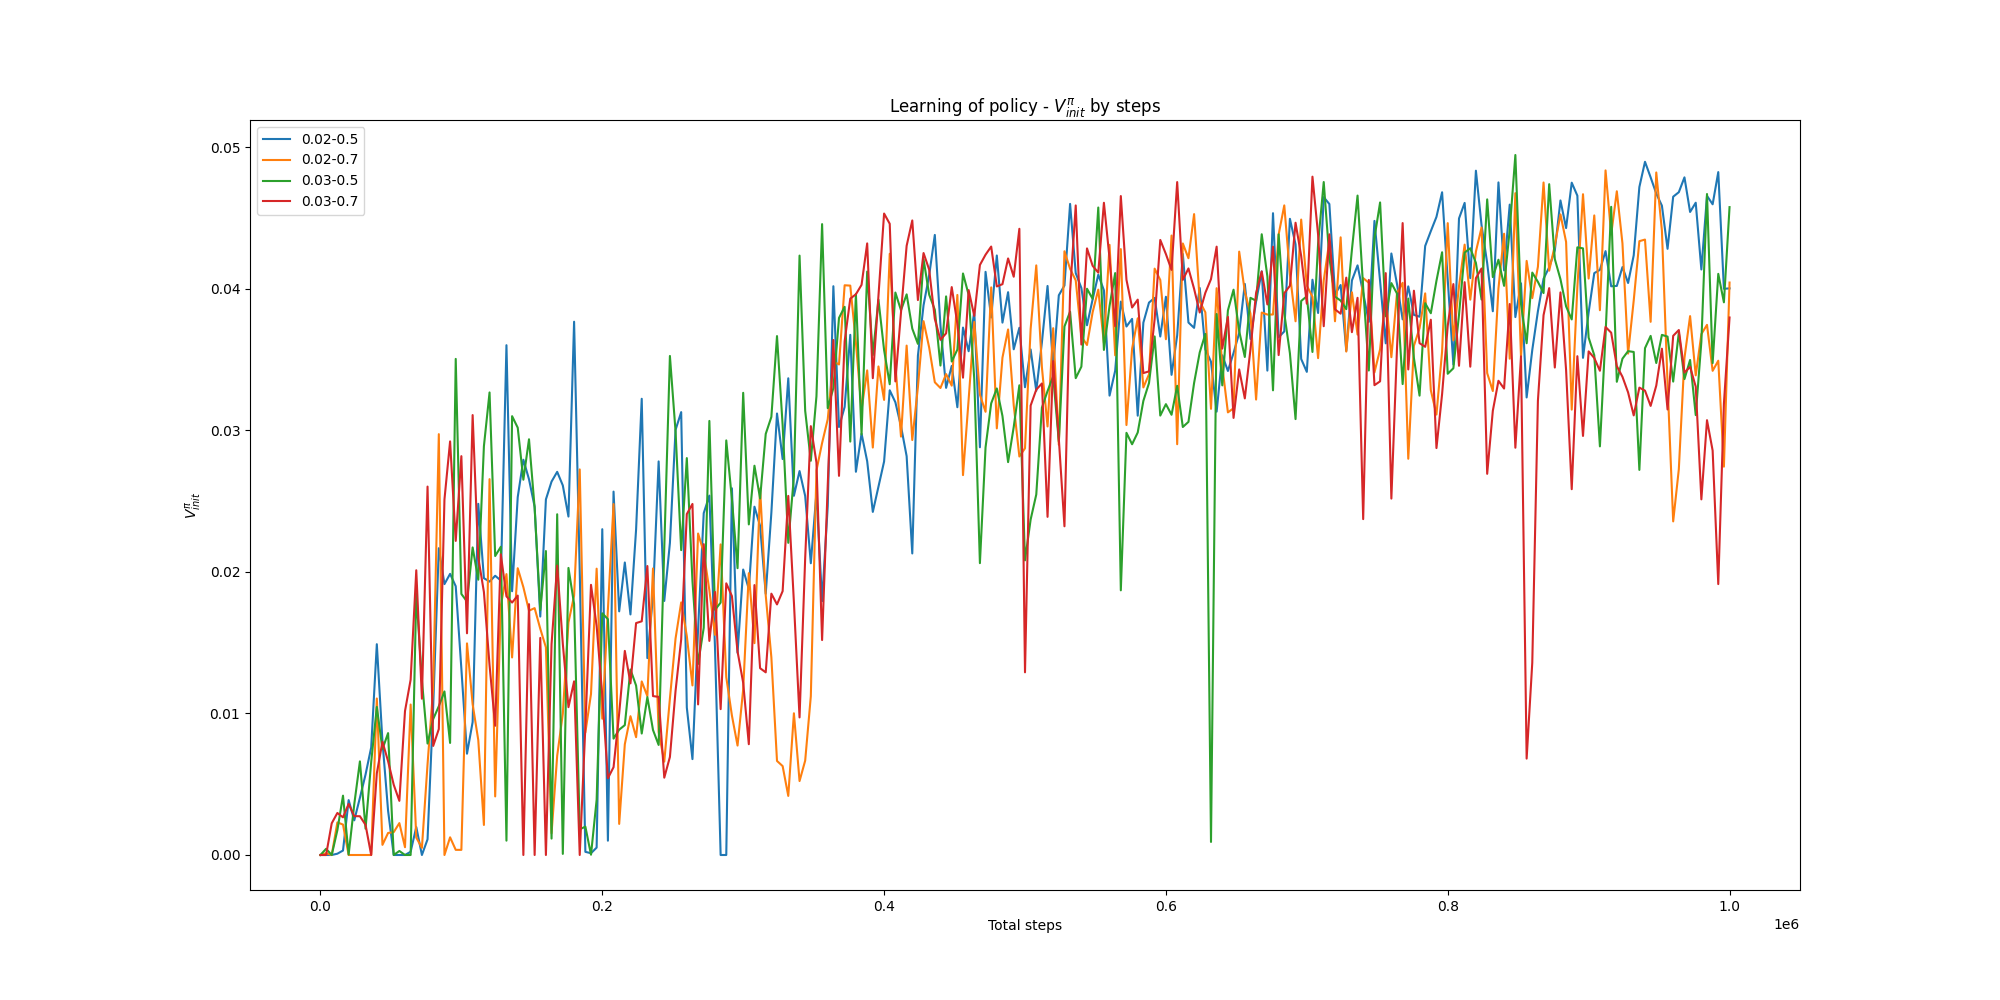 Learning of policy - $V_{init}^{\pi}$ by steps
0.02-0.5
0.02-0.7
0.03-0.5
0.03-0.7
0.05
0.04
0.03
0.02
0.01
0.00
$V_{init}^{\pi}$
0.0 0.2 0.4 0.6 0.8 1.0
Total steps
1e6